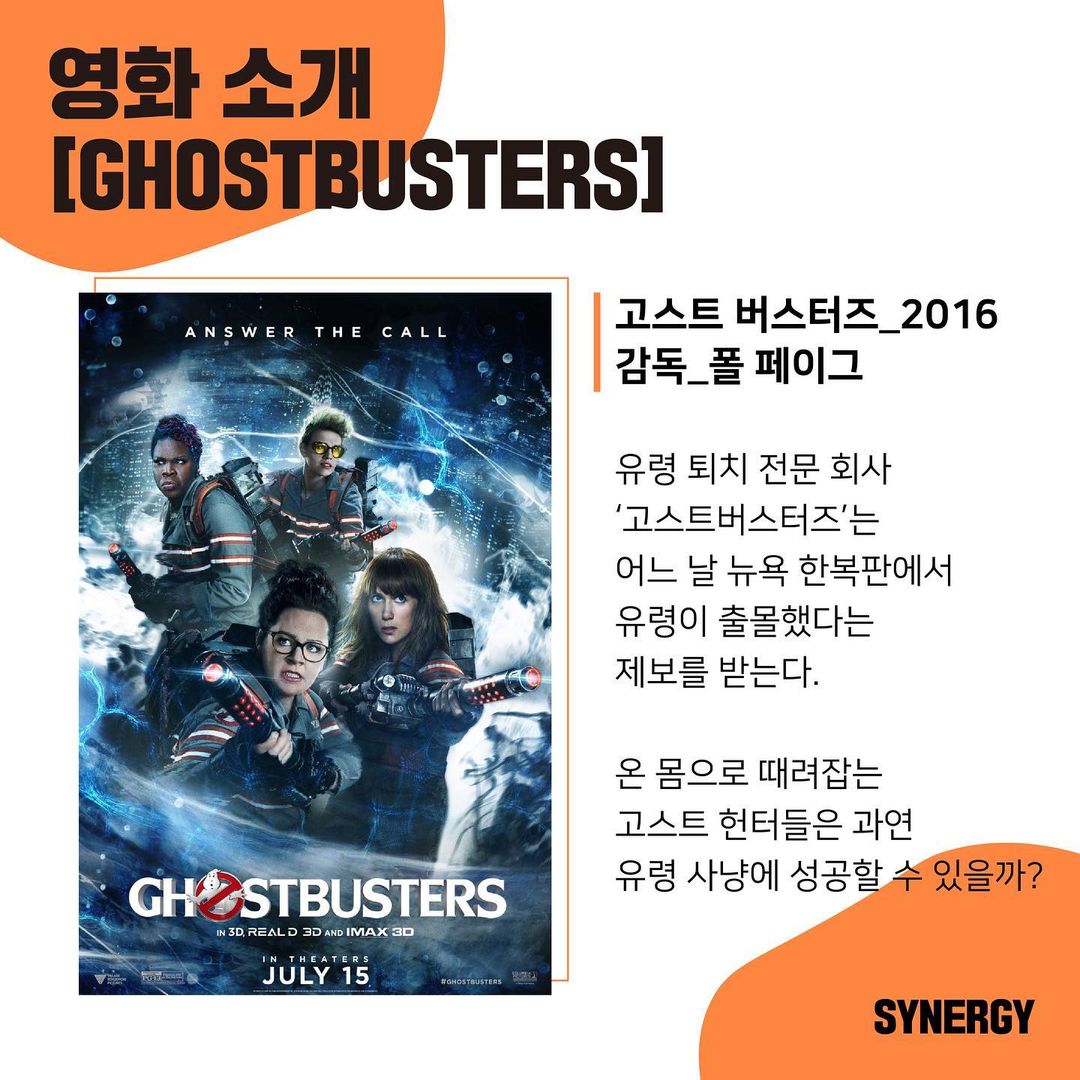 영화 소개
[GHOSTBUSTERS]
ANSWER THE CALL
GHOSTBUSTERS
IN 3D, REAL D 3D AND IMAX 3D
IN THEATERS
JULY 15
#GHOSTBUSTERS
고스트 버스터즈_2016
감독_폴 페이그
유령 퇴치 전문 회사
‘고스트버스터즈’는
어느 날 뉴욕 한복판에서
유령이 출몰했다는
제보를 받는다.
온 몸으로 때려잡는
고스트 헌터들은 과연
유령 사냥에 성공할 수 있을까?
SYNERGY